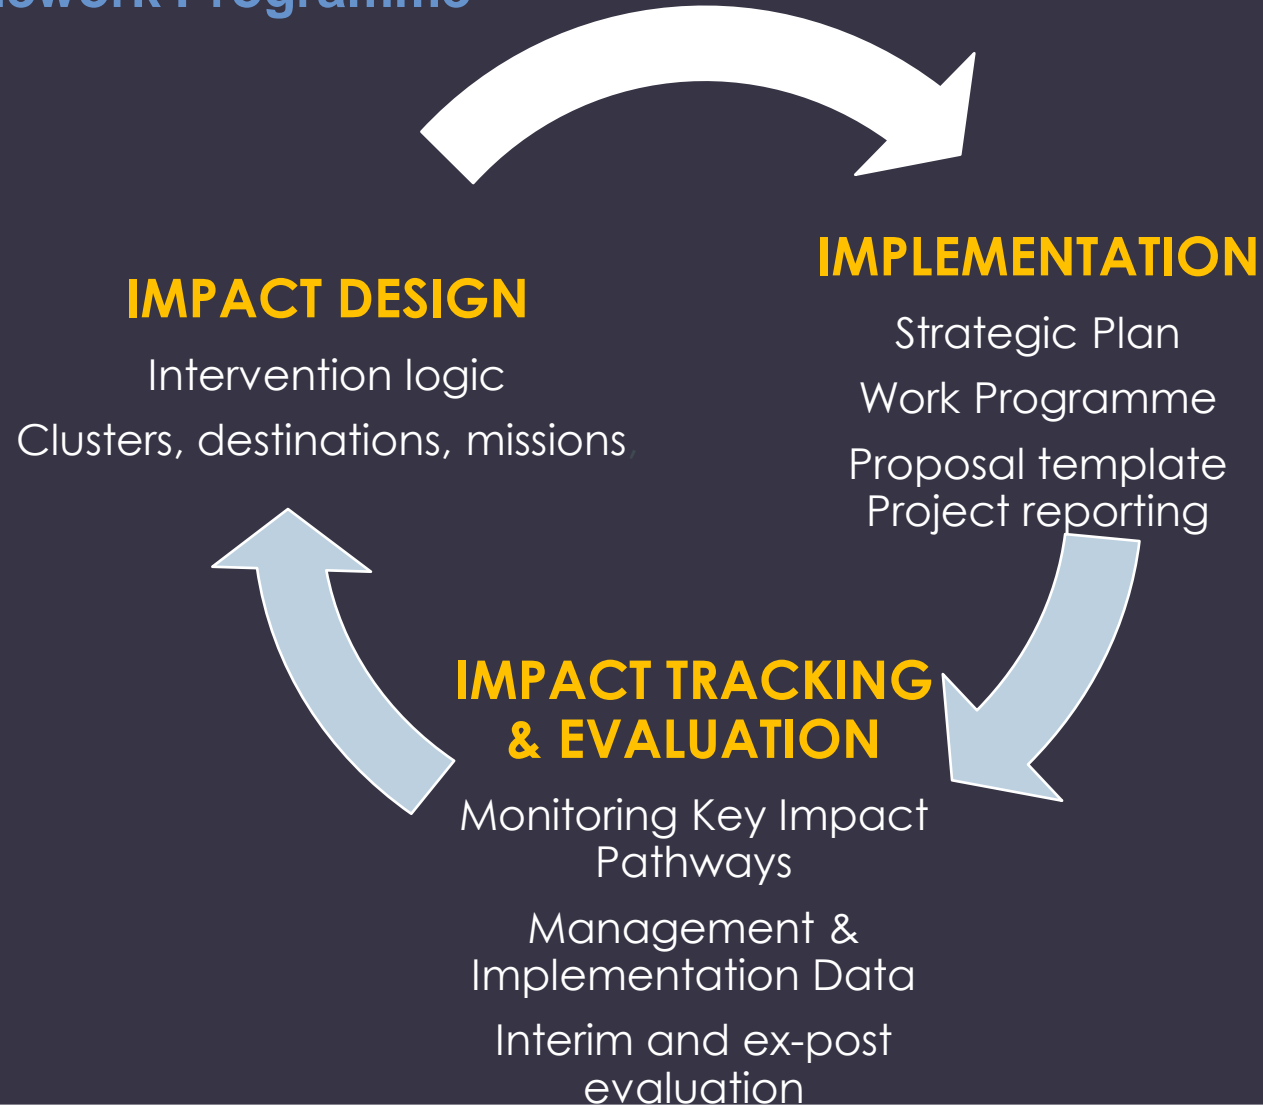 Programme
IMPACT DESIGN
Intervention logic
Clusters, destinations, missions,
IMPLEMENTATION
Strategic Plan
Work Programme
Proposal template
Project reporting
IMPACT TRACKING
& EVALUATION
Monitoring Key Impact
Pathways
Management &
Implementation Data
Interim and ex-post
evaluation